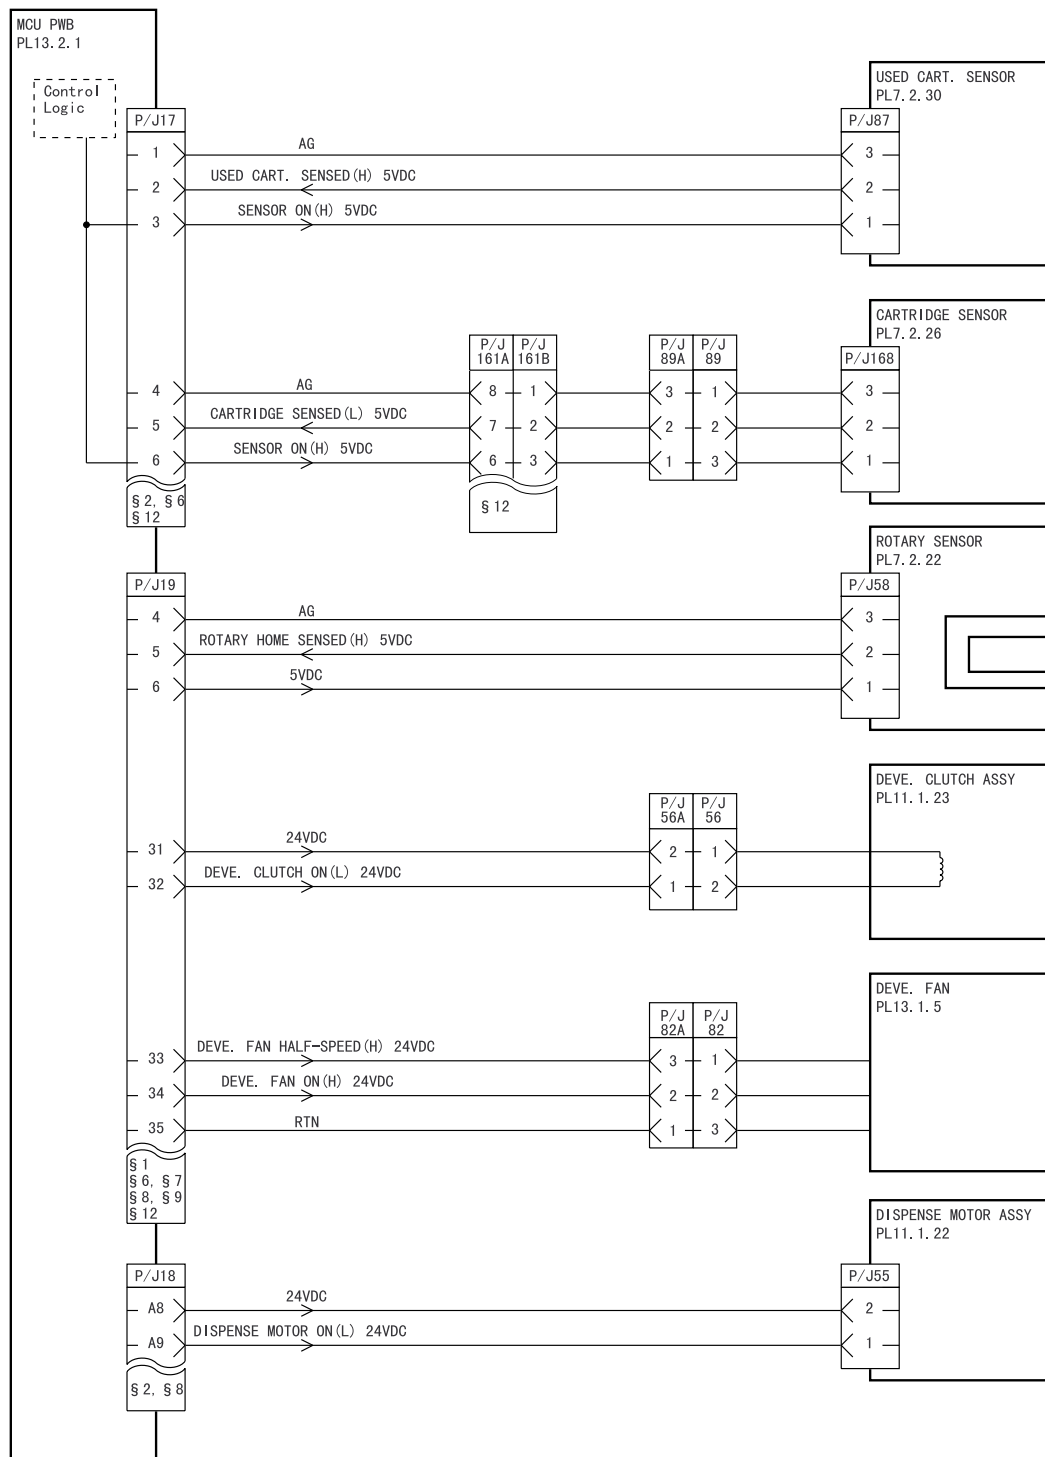 MCU PWB
PL13.2.1
Control
Logic
USED CART. SENSOR
PL7.2.30
P/J17
P/J87
1 AG 3
2 USED CART. SENSED(H) 5VDC 2
3 SENSOR ON(H) 5VDC 1
CARTRIDGE SENSOR
PL7.2.26
P/J P/J
161A 161B
P/J P/J
89A 89
P/J168
4 AG 8 1 3 1 3
5 CARTRIDGE SENSED(L) 5VDC 7 2 2 2 2
6 SENSOR ON(H) 5VDC 6 3 1 3 1
§2, §6
§12
§12
ROTARY SENSOR
PL7.2.22
P/J19
P/J58
4 AG 3
5 ROTARY HOME SENSED(H) 5VDC 2
6 5VDC 1
DEVE. CLUTCH ASSY
PL11.1.23
P/J P/J
56A 56
31 24VDC 2 1
32 DEVE. CLUTCH ON(L) 24VDC 1 2
DEVE. FAN
PL13.1.5
P/J P/J
82A 82
33 DEVE. FAN HALF-SPEED(H) 24VDC 3 1
34 DEVE. FAN ON(H) 24VDC 2 2
35 RTN 1 3
§1
§6, §7
§8, §9
§12
DISPENSE MOTOR ASSY
PL11.1.22
P/J18
P/J55
A8 24VDC 2
A9 DISPENSE MOTOR ON(L) 24VDC 1
§2, §8